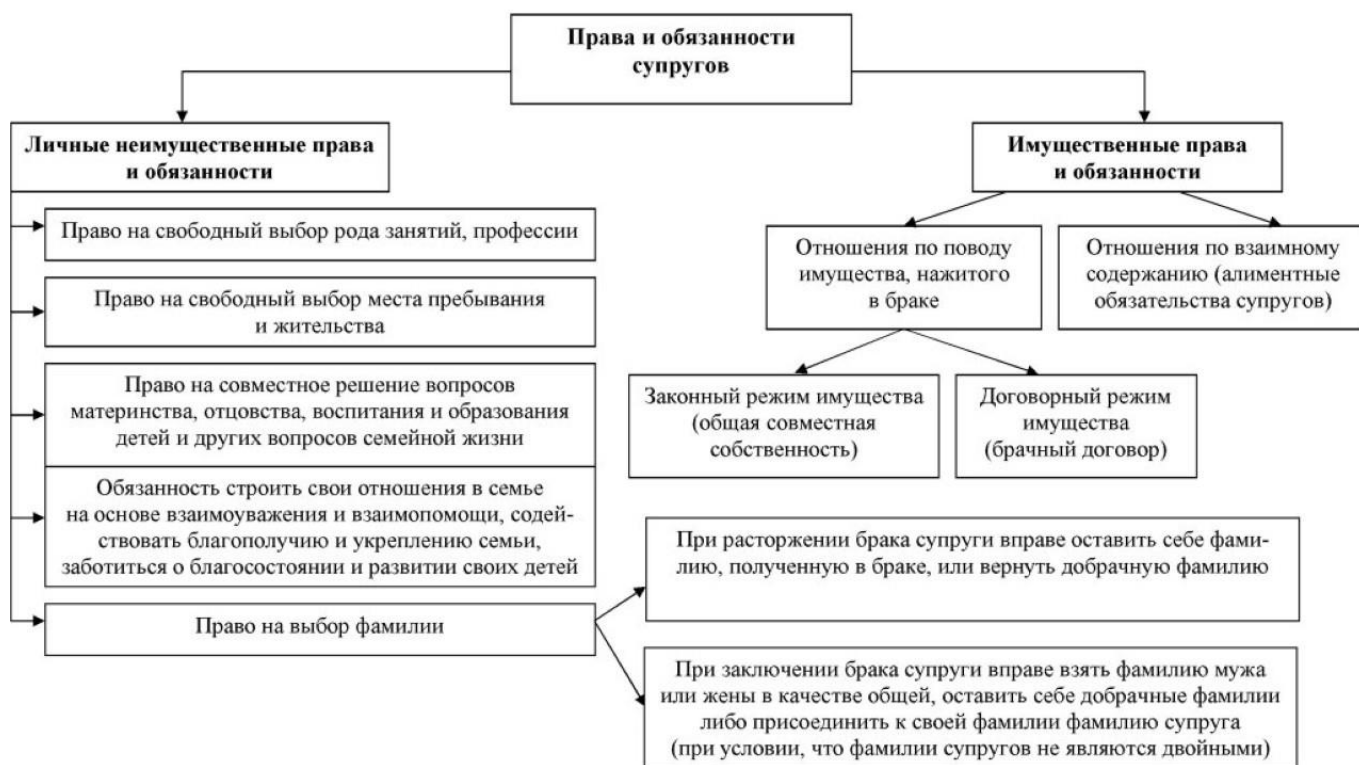 Права и обязанности
супругов
Личные неимущественные права
и обязанности
Право на свободный выбор рода занятий, профессии
Право на свободный выбор места пребывания
и жительства
Право на совместное решение вопросов
материнства, отцовства, воспитания и образования
детей и других вопросов семейной жизни
Обязанность строить свои отношения в семье
на основе взаимоуважения и взаимопомощи, содей-
ствовать благополучию и укреплению семьи,
заботиться о благосостоянии и развитии своих детей
Право на выбор фамилии
При расторжении брака супруги вправе оставить себе фами-
лию, полученную в браке, или вернуть добрачную фамилию
При заключении брака супруги вправе взять фамилию мужа
или жены в качестве общей, оставить себе добрачные фамилии
либо присоединить к своей фамилии фамилию супруга
(при условии, что фамилии супругов не являются двойными)
Имущественные права
и обязанности
Отношения по поводу
имущества, нажитого
в браке
Отношения по взаимному
содержанию (алиментные
обязательства супругов)
Законный режим имущества
(общая совместная
собственность)
Договорный режим
имущества
(брачный договор)